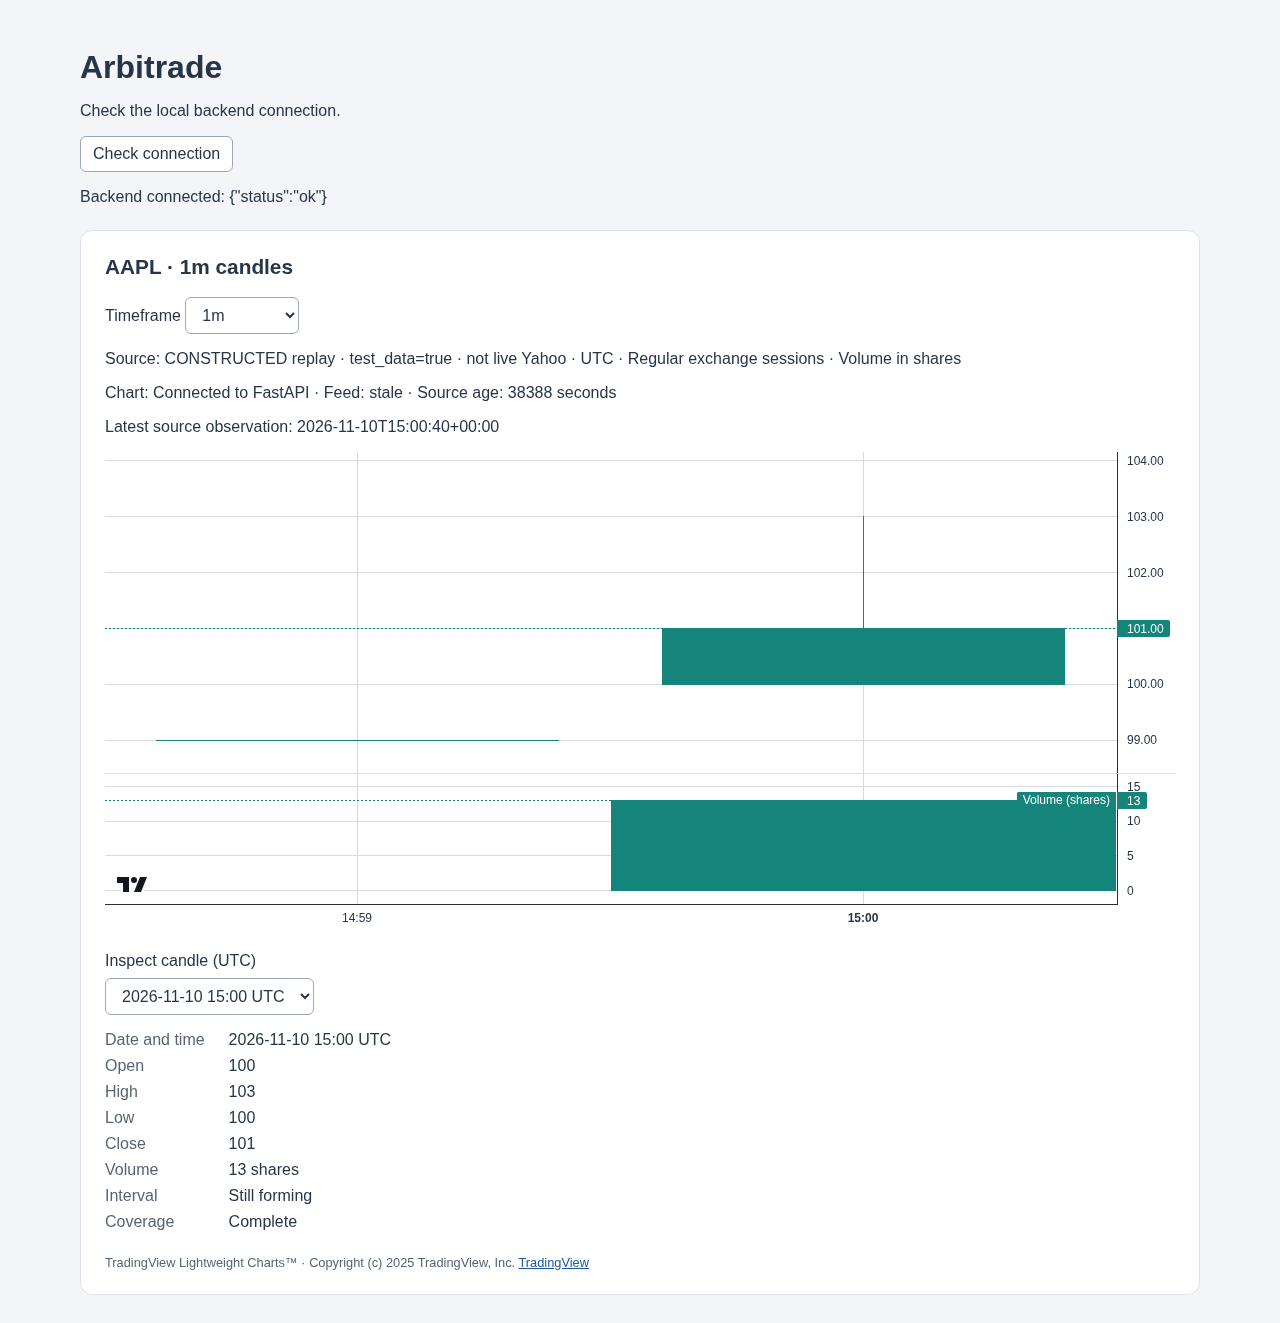 Arbitrade
Check the local backend connection.
Check connection
Backend connected: {"status":"ok"}
AAPL · 1m candles
Timeframe 1m
Source: CONSTRUCTED replay · test_data=true · not live Yahoo · UTC · Regular exchange sessions · Volume in shares
Chart: Connected to FastAPI · Feed: stale · Source age: 38388 seconds
Latest source observation: 2026-11-10T15:00:40+00:00
104.00
103.00
102.00
101.00
100.00
99.00
15
Volume (shares) 13
10
5
0
14:59 15:00
Inspect candle (UTC)
2026-11-10 15:00 UTC
Date and time 2026-11-10 15:00 UTC
Open 100
High 103
Low 100
Close 101
Volume 13 shares
Interval Still forming
Coverage Complete
TradingView Lightweight Charts™ · Copyright (c) 2025 TradingView, Inc. TradingView